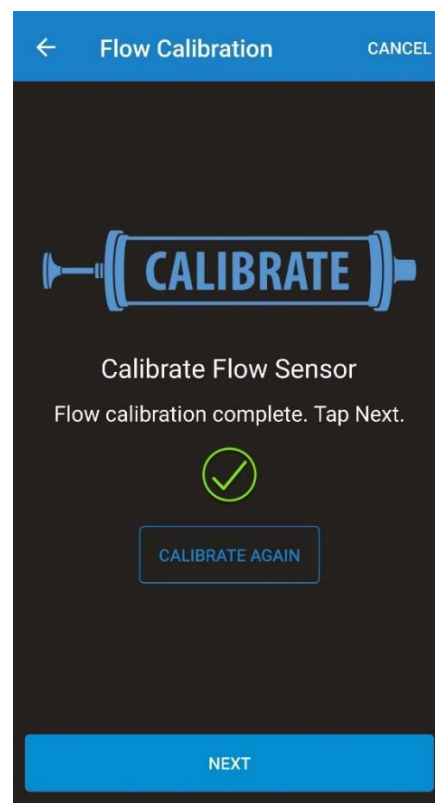 Flow Calibration
CANCEL
CALIBRATE
Calibrate Flow Sensor
Flow calibration complete. Tap Next.
CALIBRATE AGAIN
NEXT